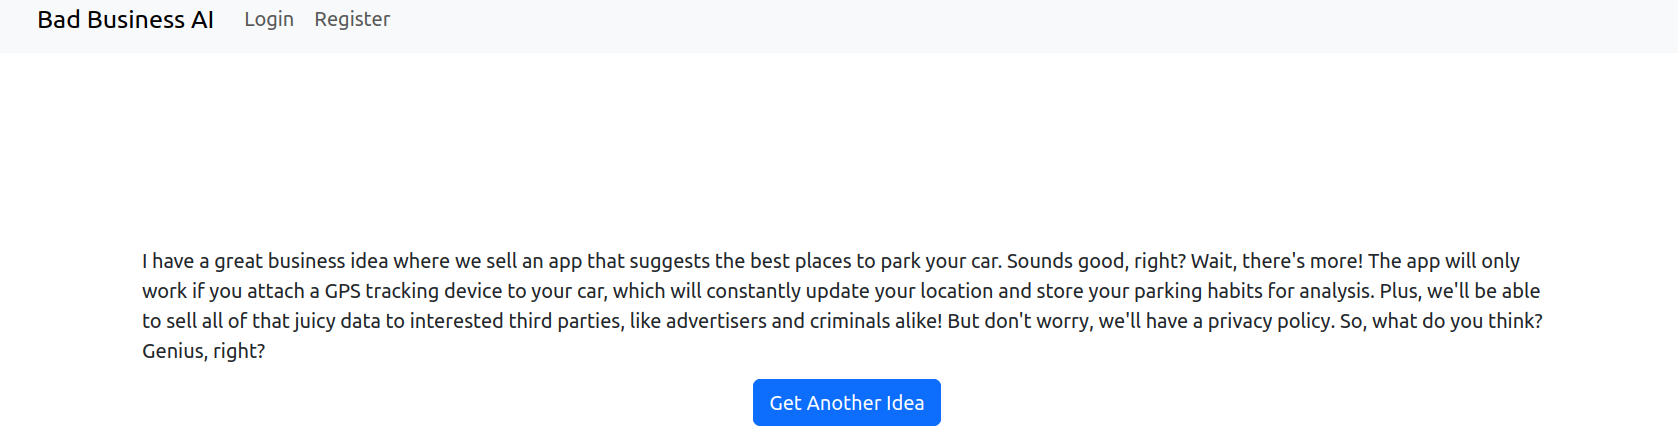 Bad Business AI Login Register
I have a great business idea where we sell an app that suggests the best places to park your car. Sounds good, right? Wait, there's more! The app will only
work if you attach a GPS tracking device to your car, which will constantly update your location and store your parking habits for analysis. Plus, we'll be able
to sell all of that juicy data to interested third parties, like advertisers and criminals alike! But don't worry, we'll have a privacy policy. So, what do you think?
Genius, right?
Get Another Idea